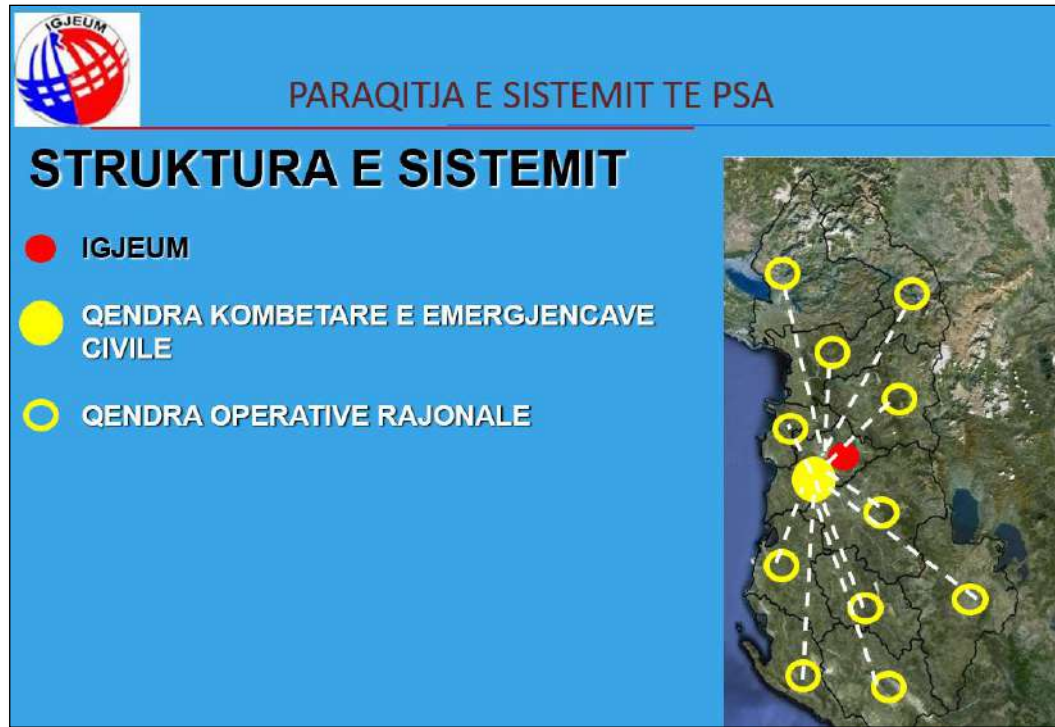 IGJEUM
PARAQITJA E SISTEMIT TE PSA
STRUKTURA E SISTEMIT
IGJEUM
QENDRA KOMBETARE E EMERGJENCAVE
CIVILE
QENDRA OPERATIVE RAJONALE